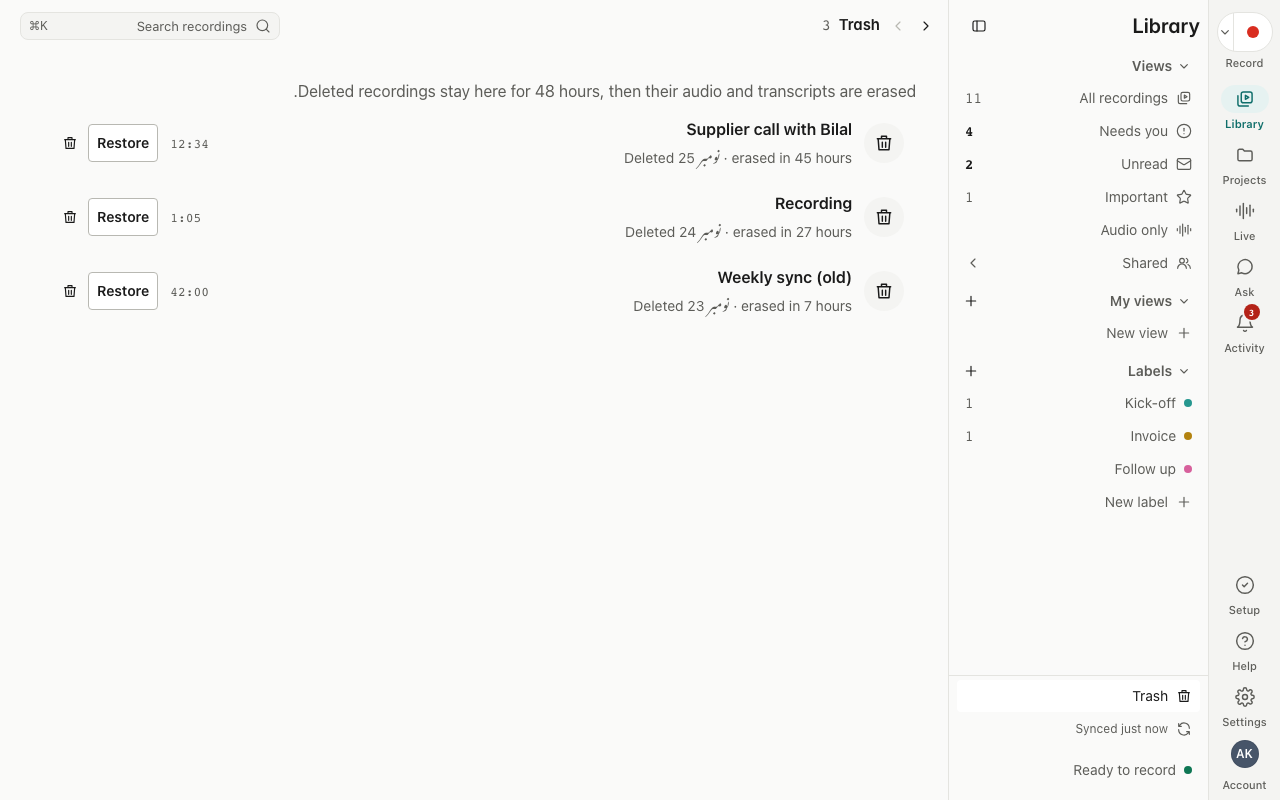 Record
Library
Projects
Live
Ask
3
Activity
Setup
Help
Settings
AK
Account
Library
Views
All recordings 11
Needs you 4
Unread 2
Important 1
Audio only
Shared
My views
New view
Labels
Kick-off 1
Invoice 1
Follow up
New label
Trash
Synced just now
Ready to record
Trash 3
Search recordings ⌘K
Deleted recordings stay here for 48 hours, then their audio and transcripts are erased.
Supplier call with Bilal
Deleted 25 نومبر · erased in 45 hours
12:34
Restore
Recording
Deleted 24 نومبر · erased in 27 hours
1:05
Restore
Weekly sync (old)
Deleted 23 نومبر · erased in 7 hours
42:00
Restore